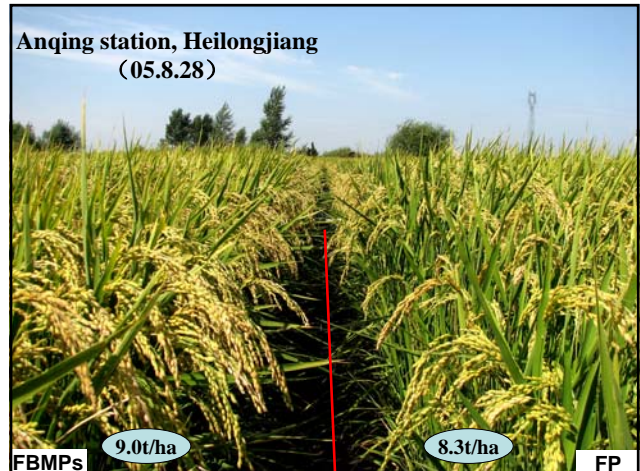 Anqing station, Heilongjiang
（05.8.28）
9.0t/ha
8.3t/ha
FBMPs
FP